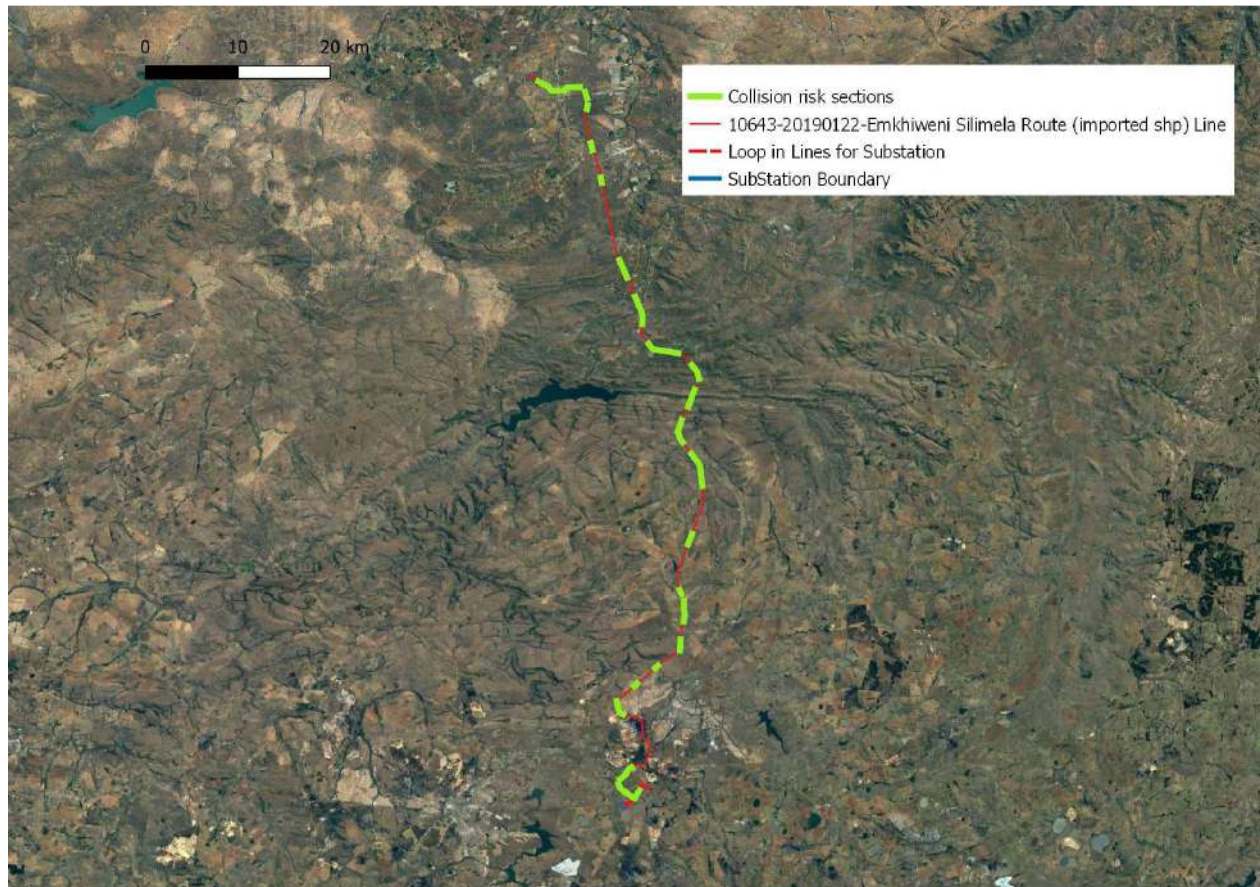 0 10 20 km
Collision risk sections
10643-20190122-Emkhiweni Silimela Route (imported shp) Line
Loop in Lines for Substation
SubStation Boundary